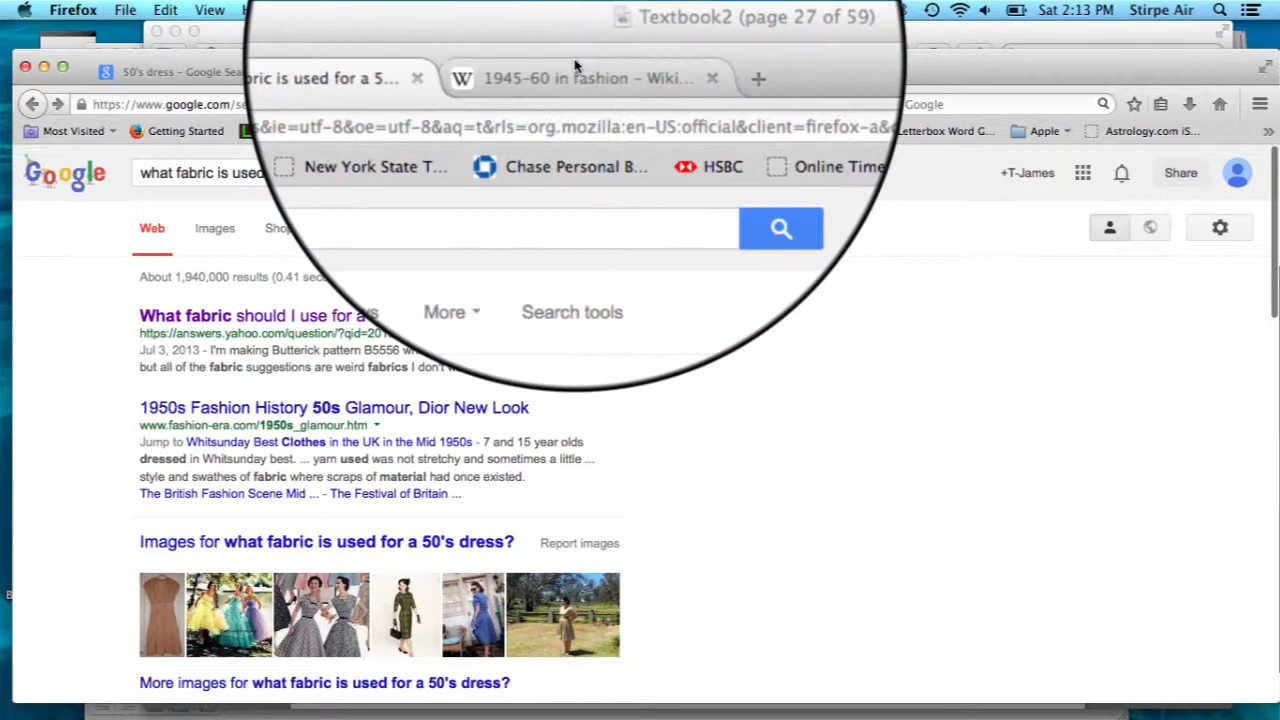 Firefox File Edit View
Sat 2:13 PM Stirpe Air
Textbook2 (page 27 of 59)
50's dress – Google Sea
bric is used for a 5...
W 1945-60 in fashion – Wiki...
https://www.google.com/se
s&ie=utf-8&oe=utf-8&aq=t&rls=org.mozilla:en-US:official&client=firefox-a&
Google
Most Visited
Getting Started
New York State T...
Chase Personal B...
HSBC
Online Time
Letterbox Word G...
Apple
Astrology.com iS...
Google
what fabric is used
+T-James
Share
Web Images Shop
More
Search tools
About 1,940,000 results (0.41 sec
What fabric should I use for a
https://answers.yahoo.com/question/?qid=201
Jul 3, 2013 - I'm making Butterick pattern B5556
but all of the fabric suggestions are weird fabrics I don't
1950s Fashion History 50s Glamour, Dior New Look
www.fashion-era.com/1950s_glamour.htm
Jump to Whitsunday Best Clothes in the UK in the Mid 1950s - 7 and 15 year olds
dressed in Whitsunday best. ... yarn used was not stretchy and sometimes a little ...
style and swathes of fabric where scraps of material had once existed.
The British Fashion Scene Mid ... - The Festival of Britain ...
Images for what fabric is used for a 50's dress?
Report images
More images for what fabric is used for a 50's dress?